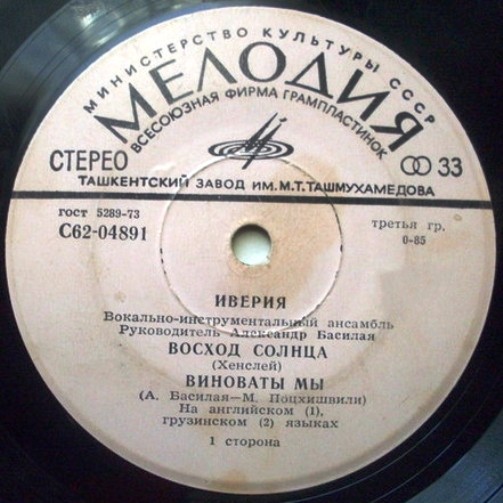 МИНИСТЕРСТВО КУЛЬТУРЫ СССР
МЕЛОДИЯ
ВСЕСОЮЗНАЯ ФИРМА ГРАМПЛАСТИНОК
СТЕРЕО 33
ТАШКЕНТСКИЙ ЗАВОД ИМ. М.Т.ТАШМУХАМЕДОВА
гост 5289-73 третья гр.
С62-04891 0-85
ИВЕРИЯ
Вокально-инструментальный ансамбль
Руководитель Александр Басилая
ВОСХОД СОЛНЦА
(Хенслей)
ВИНОВАТЫ МЫ
(А. Басилая—М. Поцхишвили)
На английском (1),
грузинском (2) языках
1 сторона